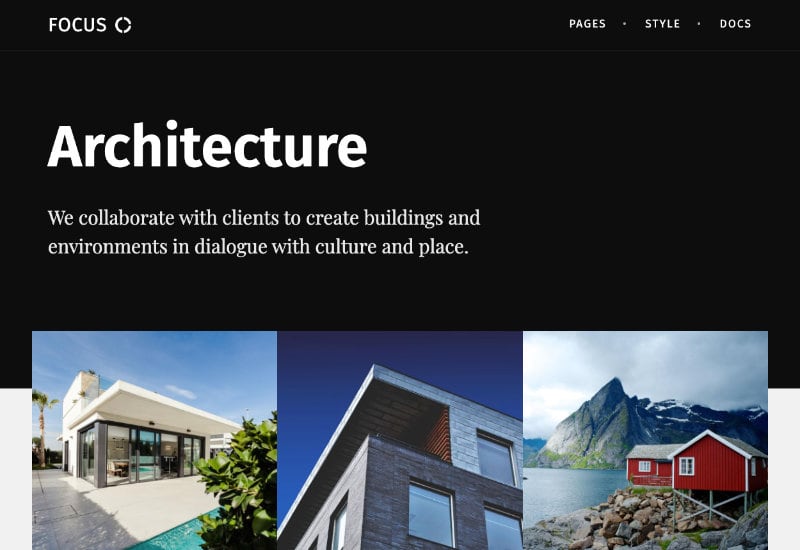 FOCUS
PAGES • STYLE • DOCS
Architecture
We collaborate with clients to create buildings and
environments in dialogue with culture and place.